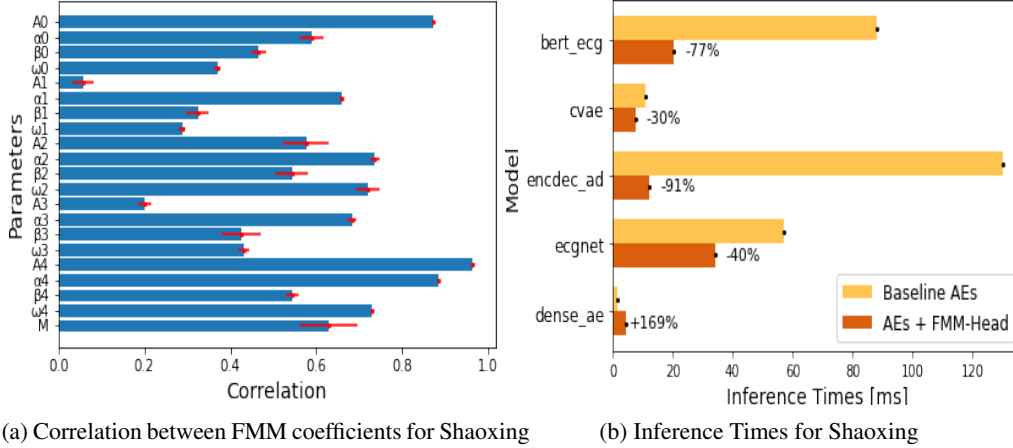 A0
α0
β0
ω0
A1
α1
β1
ω1
A2
α2
β2
ω2
A3
α3
β3
ω3
A4
α4
β4
ω4
M
Parameters
0.0 0.2 0.4 0.6 0.8 1.0
Correlation
(a) Correlation between FMM coefficients for Shaoxing
bert_ecg
-77%
cvae
-30%
encdec_ad
-91%
ecgnet
-40%
dense_ae
+169%
Model
Baseline AEs
AEs + FMM-Head
0 20 40 60 80 100 120
Inference Times [ms]
(b) Inference Times for Shaoxing